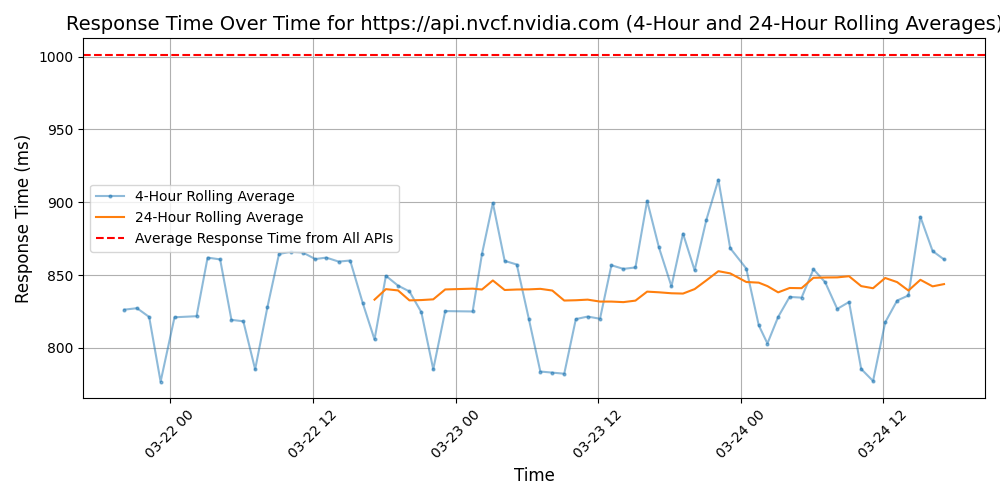 Response Time Over Time for https://api.nvcf.nvidia.com (4-Hour and 24-Hour Rolling Averages)
Response Time (ms)
1000
950
900
850
800
4-Hour Rolling Average
24-Hour Rolling Average
Average Response Time from All APIs
03-22 00
03-22 12
03-23 00
03-23 12
03-24 00
03-24 12
Time